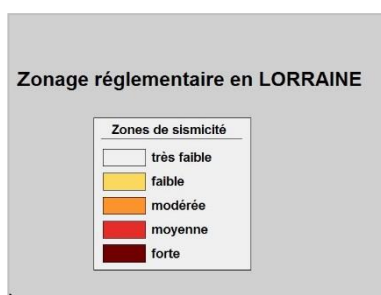 Zonage réglementaire en LORRAINE
Zones de sismicité
très faible
faible
modérée
moyenne
forte